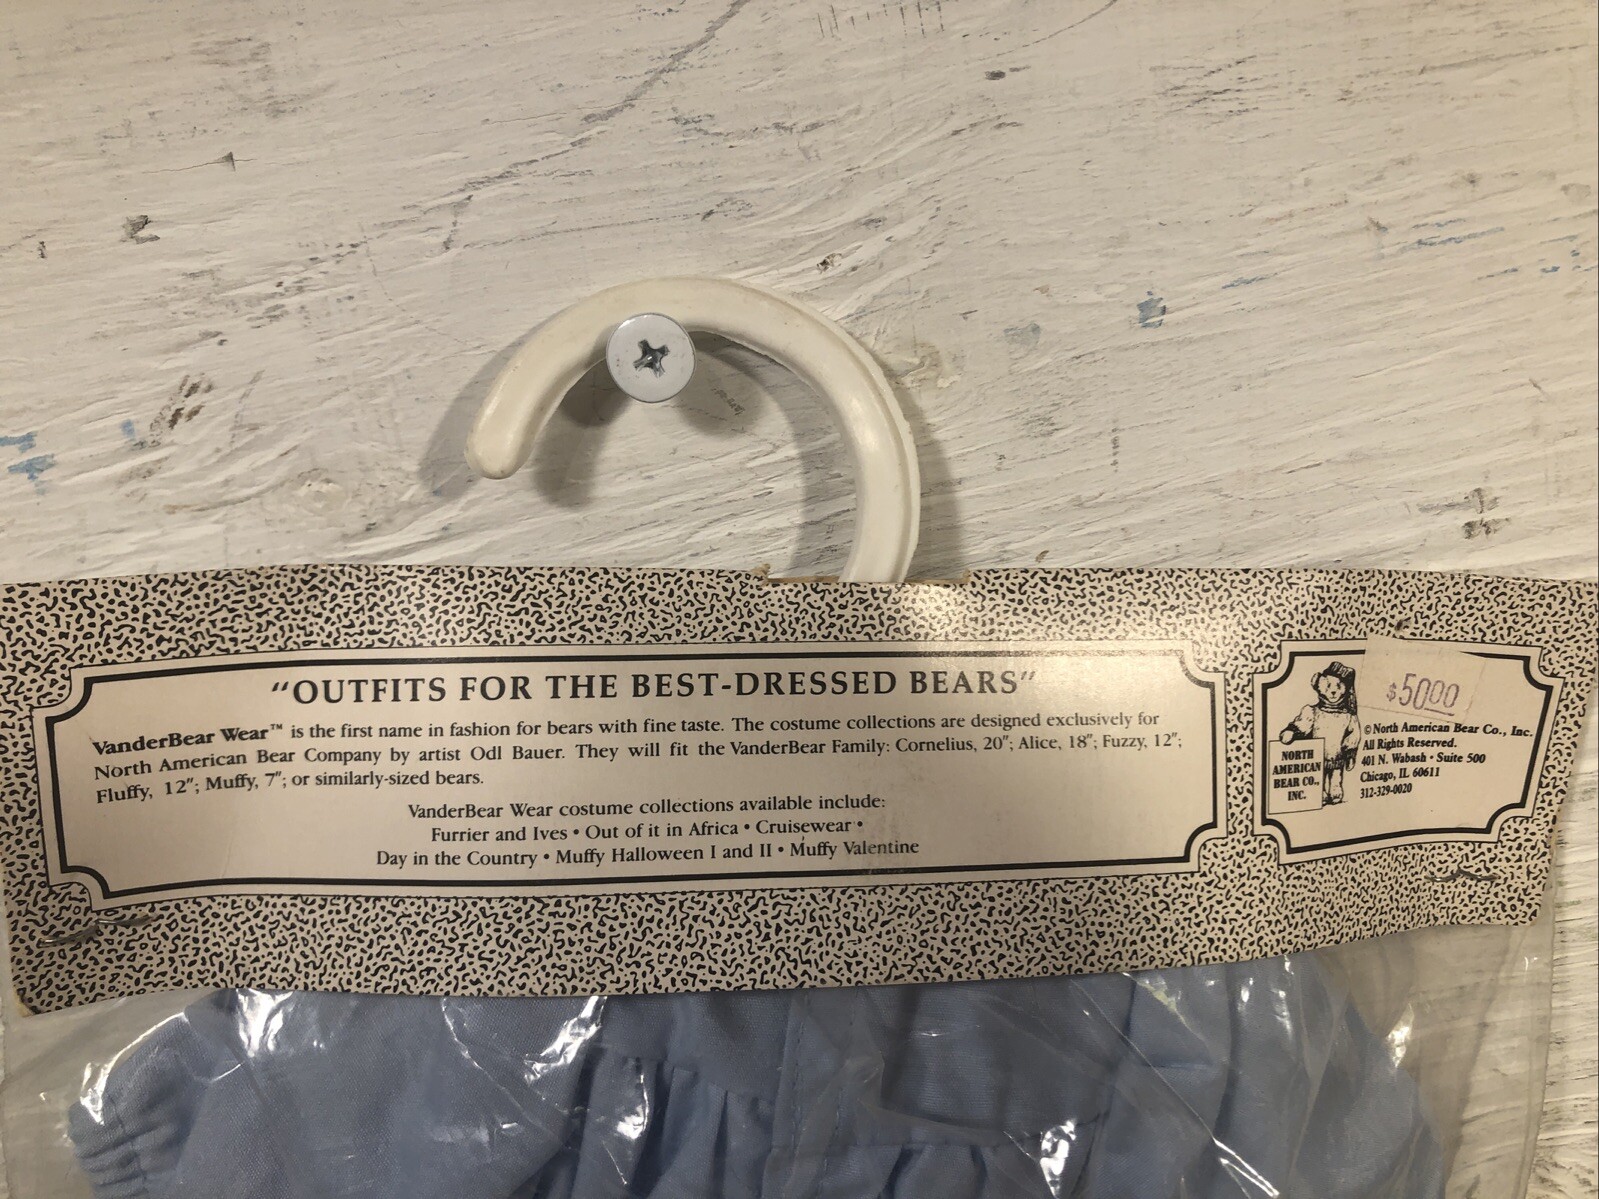 "OUTFITS FOR THE BEST-DRESSED BEARS"
VanderBear Wear™ is the first name in fashion for bears with fine taste. The costume collections are designed exclusively for
North American Bear Company by artist Odl Bauer. They will fit the VanderBear Family: Cornelius, 20"; Alice, 18"; Fuzzy, 12";
Fluffy, 12"; Muffy, 7"; or similarly-sized bears.
VanderBear Wear costume collections available include:
Furrier and Ives • Out of it in Africa • Cruisewear •
Day in the Country • Muffy Halloween I and II • Muffy Valentine
$5000
NORTH
AMERICAN
BEAR CO.,
INC.
© North American Bear Co., Inc.
All Rights Reserved.
401 N. Wabash • Suite 500
Chicago, IL 60611
312-329-0020